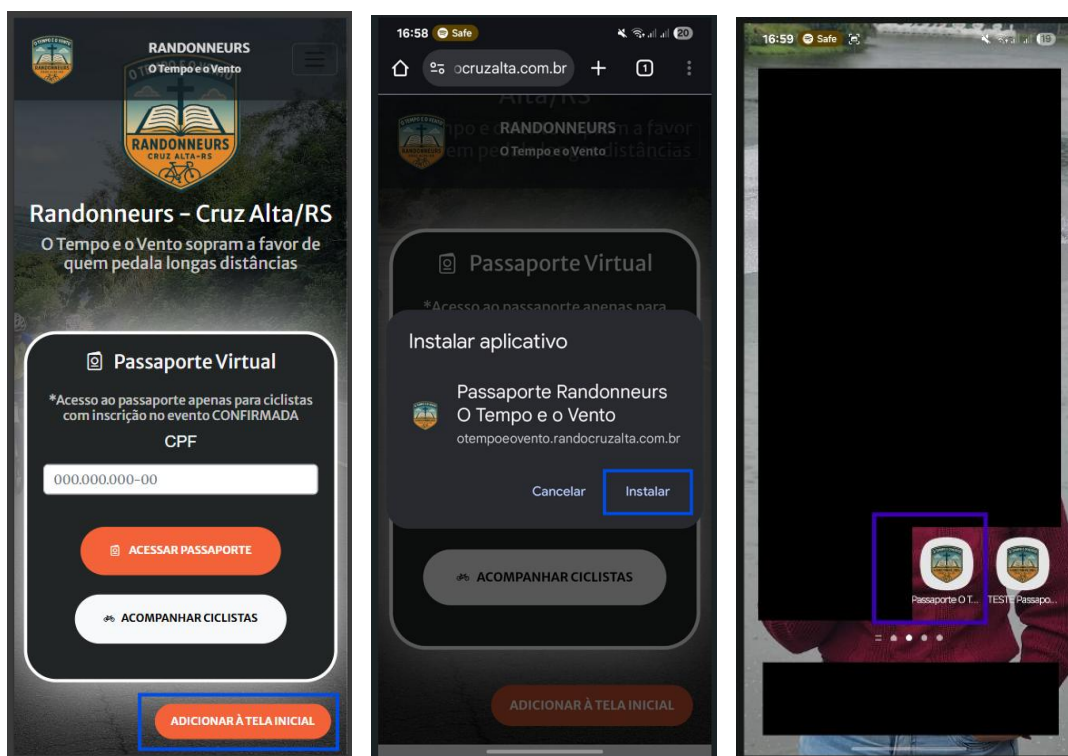 RANDONNEURS
O Tempo e o Vento
O TEMPO E O VENTO
RANDONNEURS
CRUZ ALTA-RS
Randonneurs - Cruz Alta/RS
O Tempo e o Vento sopram a favor de
quem pedala longas distâncias
Passaporte Virtual
*Acesso ao passaporte apenas para ciclistas
com inscrição no evento CONFIRMADA
CPF
000.000.000-00
ACESSAR PASSAPORTE
ACOMPANHAR CICLISTAS
ADICIONAR À TELA INICIAL
16:58 Safe 20
ocruzalta.com.br 1
Alta/RS
RANDONNEURS
O Tempo e o Vento
Passaporte Virtual
*Acesso ao passaporte apenas para
Instalar aplicativo
Passaporte Randonneurs
O Tempo e o Vento
otempoeovento.randocruzalta.com.br
Cancelar Instalar
ACOMPANHAR CICLISTAS
ADICIONAR À TELA INICIAL
16:59 Safe 19
Passaporte O T... TESTE Passapo...